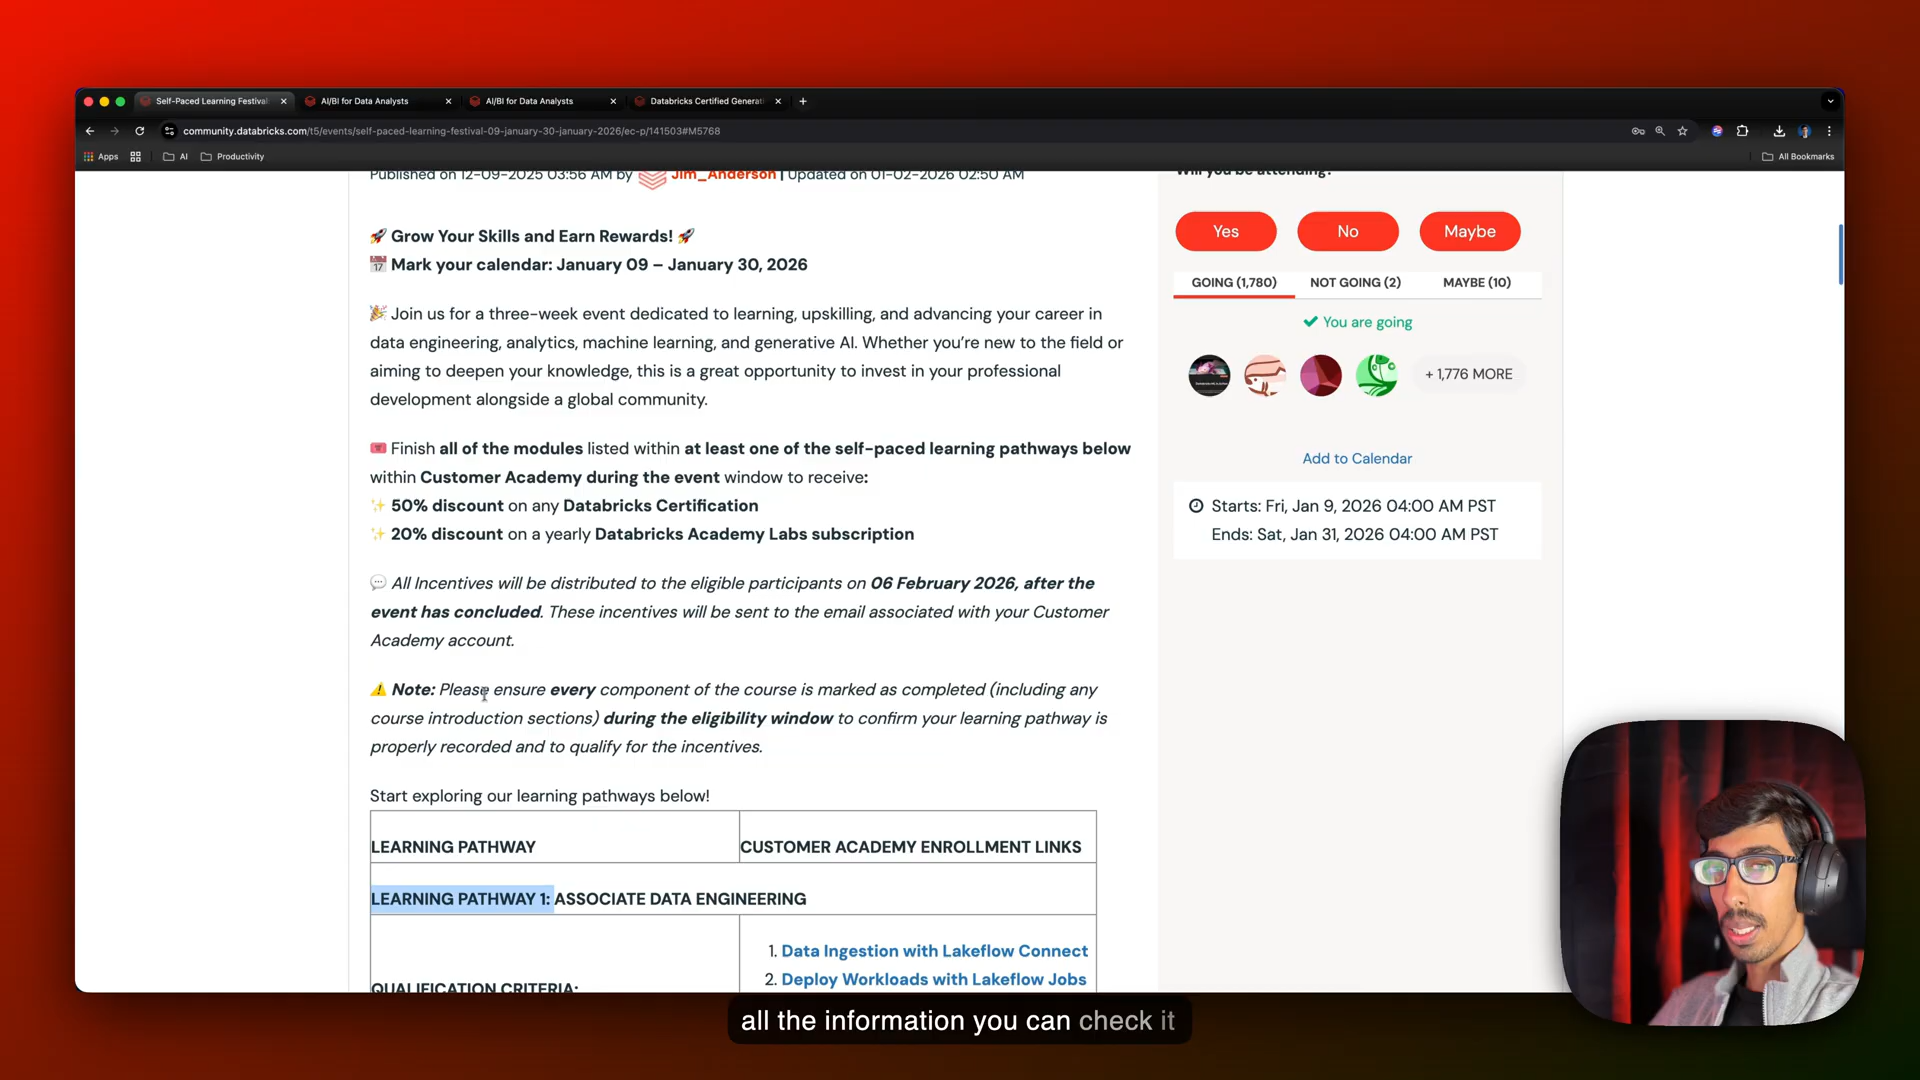 Self-Paced Learning Festival
AI/BI for Data Analysts
AI/BI for Data Analysts
Databricks Certified Generati
community.databricks.com/t5/events/self-paced-learning-festival-09-january-30-january-2026/ec-p/141503#M5768
Apps
AI
Productivity
All Bookmarks
Published on 12-09-2025 03:56 AM by Jim_Anderson | Updated on 01-02-2026 02:50 AM
Grow Your Skills and Earn Rewards!
Mark your calendar: January 09 – January 30, 2026
Join us for a three-week event dedicated to learning, upskilling, and advancing your career in
data engineering, analytics, machine learning, and generative AI. Whether you're new to the field or
aiming to deepen your knowledge, this is a great opportunity to invest in your professional
development alongside a global community.
Finish all of the modules listed within at least one of the self-paced learning pathways below
within Customer Academy during the event window to receive:
50% discount on any Databricks Certification
20% discount on a yearly Databricks Academy Labs subscription
All Incentives will be distributed to the eligible participants on 06 February 2026, after the
event has concluded. These incentives will be sent to the email associated with your Customer
Academy account.
Note: Please ensure every component of the course is marked as completed (including any
course introduction sections) during the eligibility window to confirm your learning pathway is
properly recorded and to qualify for the incentives.
Start exploring our learning pathways below!
LEARNING PATHWAY
CUSTOMER ACADEMY ENROLLMENT LINKS
LEARNING PATHWAY 1: ASSOCIATE DATA ENGINEERING
QUALIFICATION CRITERIA:
1. Data Ingestion with Lakeflow Connect
2. Deploy Workloads with Lakeflow Jobs
Will you be attending?
Yes
No
Maybe
GOING (1,780)
NOT GOING (2)
MAYBE (10)
You are going
+ 1,776 MORE
Add to Calendar
Starts: Fri, Jan 9, 2026 04:00 AM PST
Ends: Sat, Jan 31, 2026 04:00 AM PST
all the information you can check it